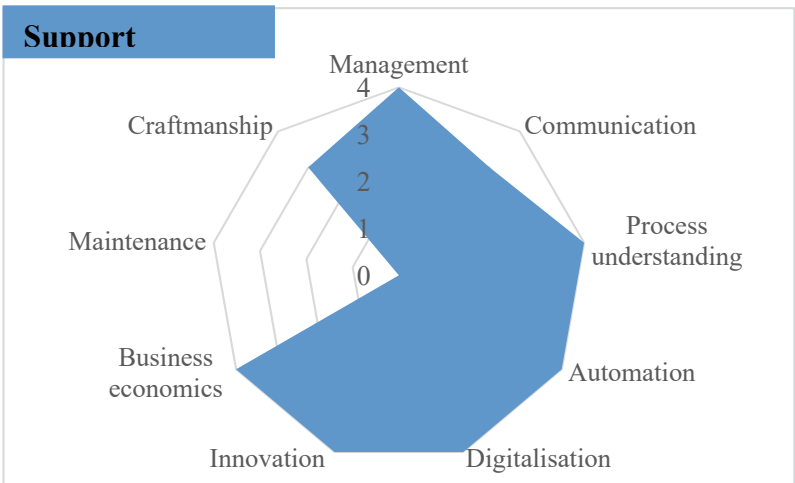 Support
Management
4
Craftmanship
Communication
3
2
Process
understanding
Maintenance
1
0
Business
economics
Automation
Innovation
Digitalisation